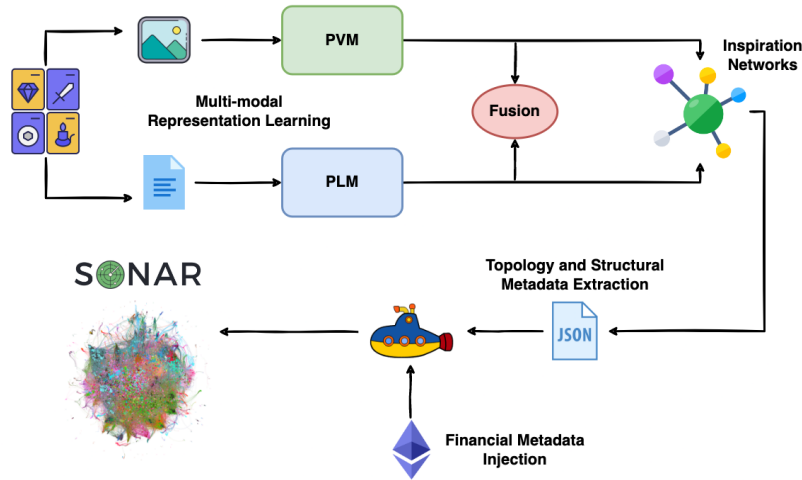 PVM
Inspiration
Networks
Multi-modal
Representation Learning
Fusion
PLM
SONAR
Topology and Structural
Metadata Extraction
JSON
Financial Metadata
Injection